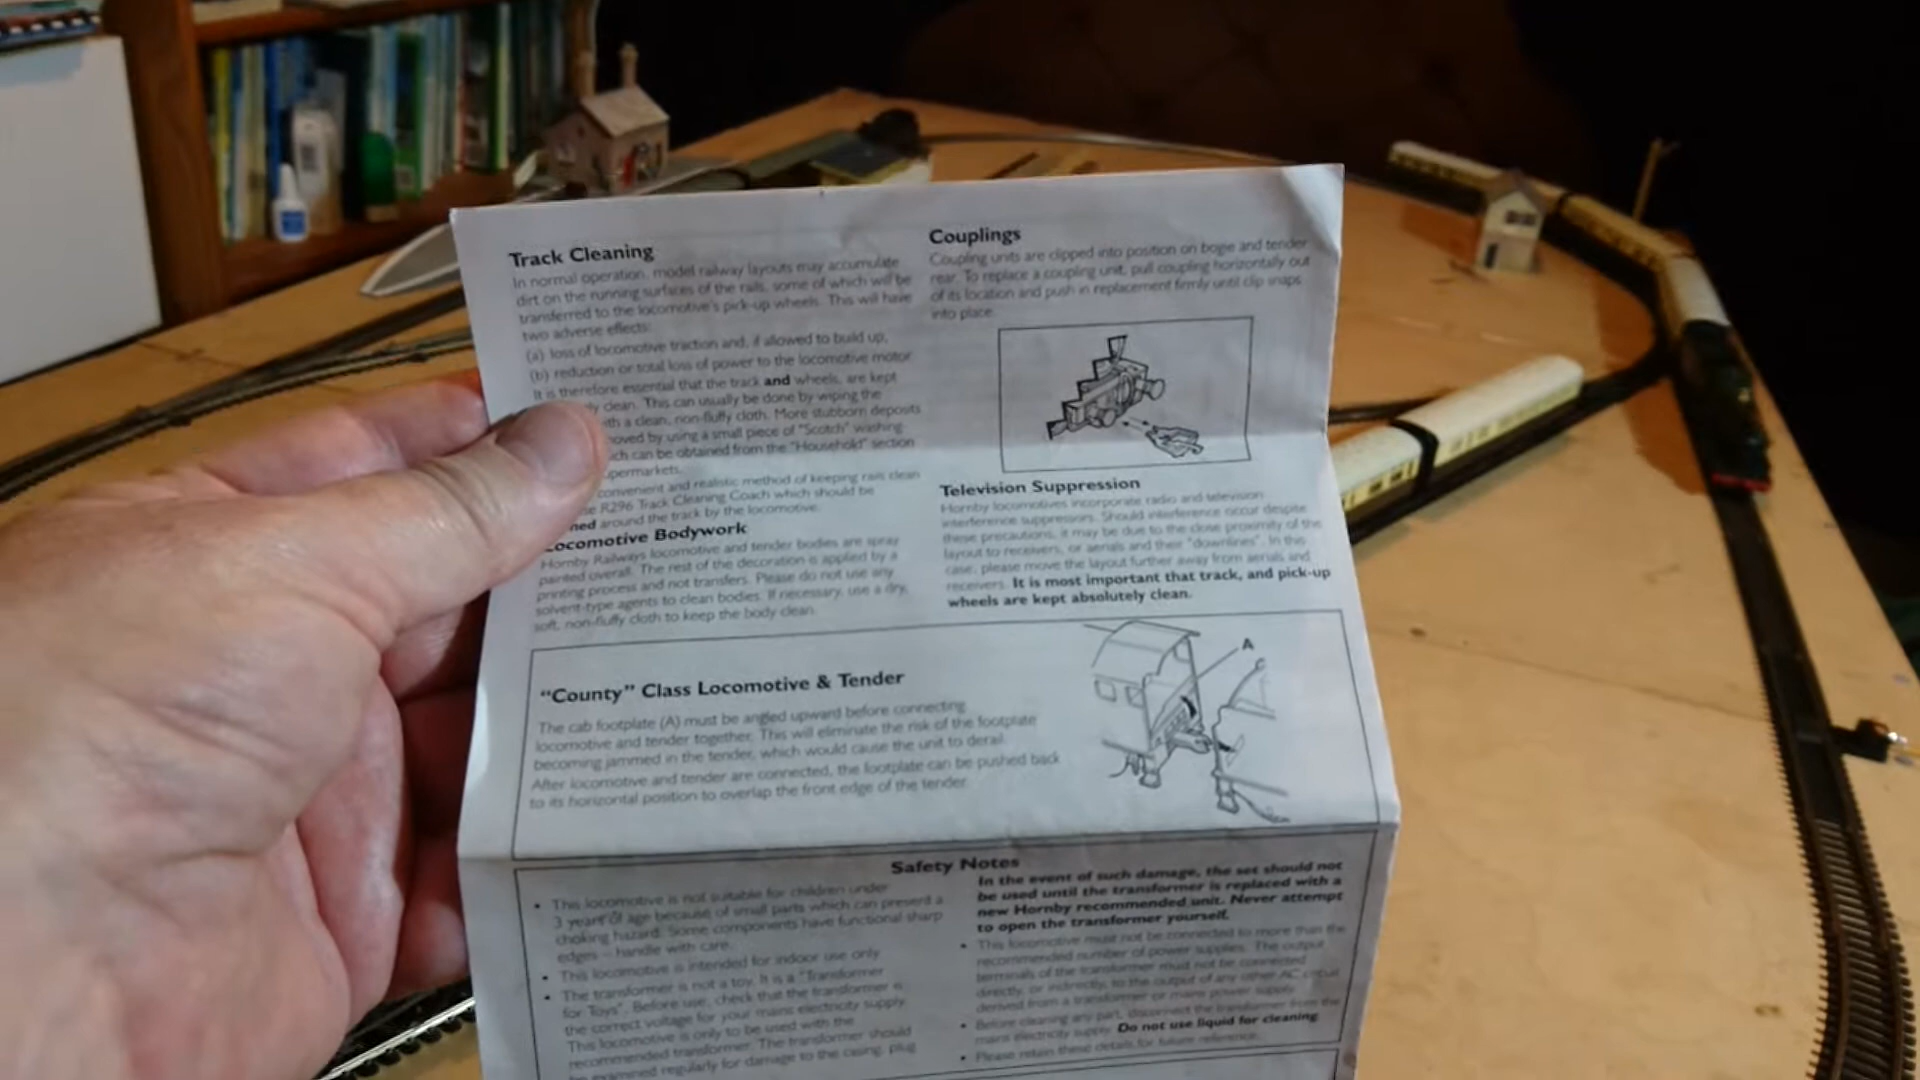 Track Cleaning
In normal operation, model railway layouts may accumulate
dirt on the running surfaces of the rails, some of which will be
transferred to the locomotive's pick-up wheels. This will have
two adverse effects:
(a) loss of locomotive traction and, if allowed to build up,
(b) reduction or total loss of power to the locomotive motor
It is therefore essential that the track and wheels, are kept
ly clean. This can usually be done by wiping the
th a clean, non-fluffy cloth. More stubborn deposits
oved by using a small piece of "Scotch" washing
ich can be obtained from the "Household" section
permarkets.
convenient and realistic method of keeping rails clean
e R296 Track Cleaning Coach which should be
ned around the track by the locomotive.
ocomotive Bodywork
Hornby Railways locomotive and tender bodies are spray
painted overall. The rest of the decoration is applied by a
printing process and not transfers. Please do not use any
solvent-type agents to clean bodies. If necessary, use a dry,
soft, non-fluffy cloth to keep the body clean.
Couplings
Coupling units are clipped into position on bogie and tender
rear. To replace a coupling unit, pull coupling horizontally out
of its location and push in replacement firmly until clip snaps
into place.
Television Suppression
Hornby locomotives incorporate radio and television
interference suppressors. Should interference occur despite
these precautions, it may be due to the close proximity of the
layout to receivers, or aerials and their "downlines". In this
case, please move the layout further away from aerials and
receivers. It is most important that track, and pick-up
wheels are kept absolutely clean.
"County" Class Locomotive & Tender
The cab footplate (A) must be angled upward before connecting
locomotive and tender together. This will eliminate the risk of the footplate
becoming jammed in the tender, which would cause the unit to derail.
After locomotive and tender are connected, the footplate can be pushed back
to its horizontal position to overlap the front edge of the tender.
A
C
Safety Notes
• This locomotive is not suitable for children under
3 years of age because of small parts which can present a
choking hazard. Some components have functional sharp
edges – handle with care.
• This locomotive is intended for indoor use only
• The transformer is not a toy. It is a "Transformer
for Toys". Before use, check that the transformer is
the correct voltage for your mains electricity supply.
This locomotive is only to be used with the
recommended transformer. The transformer should
be examined regularly for damage to the casing, plug
In the event of such damage, the set should not
be used until the transformer is replaced with a
new Hornby recommended unit. Never attempt
to open the transformer yourself.
• This locomotive must not be connected to more than the
recommended number of power supplies. The output
terminals of the transformer must not be connected
directly, or indirectly, to the output of any other AC circuit
derived from a transformer or mains power supply.
• Before cleaning any part, disconnect the transformer from the
mains electricity supply. Do not use liquid for cleaning
• Please retain these details for future reference.